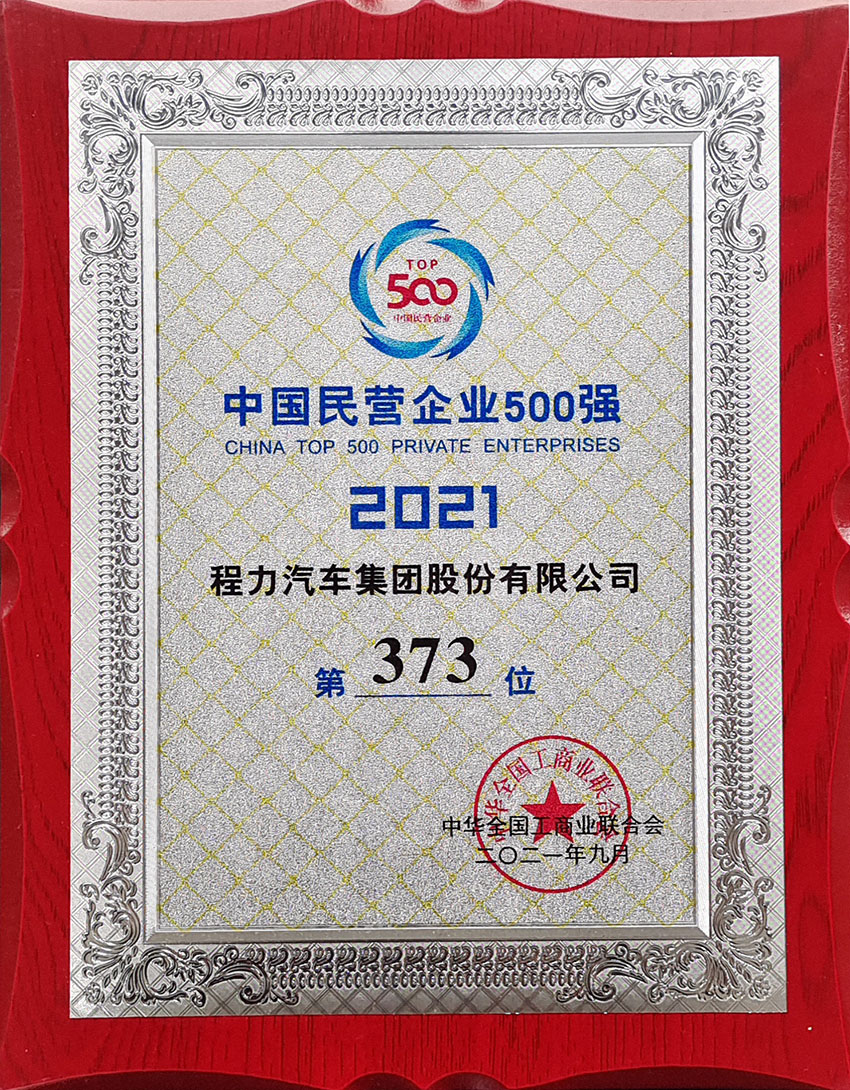 TOP
500
中国民营企业
中国民营企业500强
CHINA TOP 500 PRIVATE ENTERPRISES
2021
程力汽车集团股份有限公司
第 373 位
中华全国工商业联合会
中华全国工商业联合会
二〇二一年九月